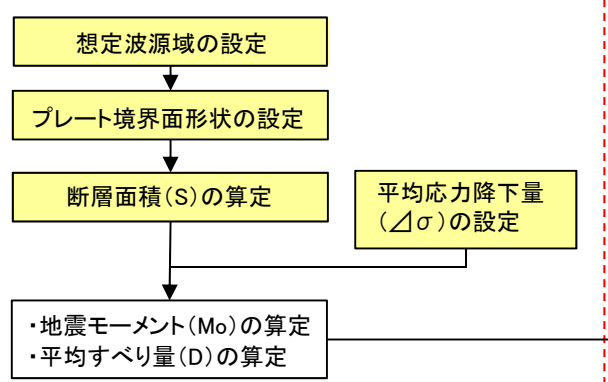 想定波源域の設定
プレート境界面形状の設定
断層面積(S)の算定
平均応力降下量
(⊿σ)の設定
・地震モーメント(Mo)の算定
・平均すべり量(D)の算定